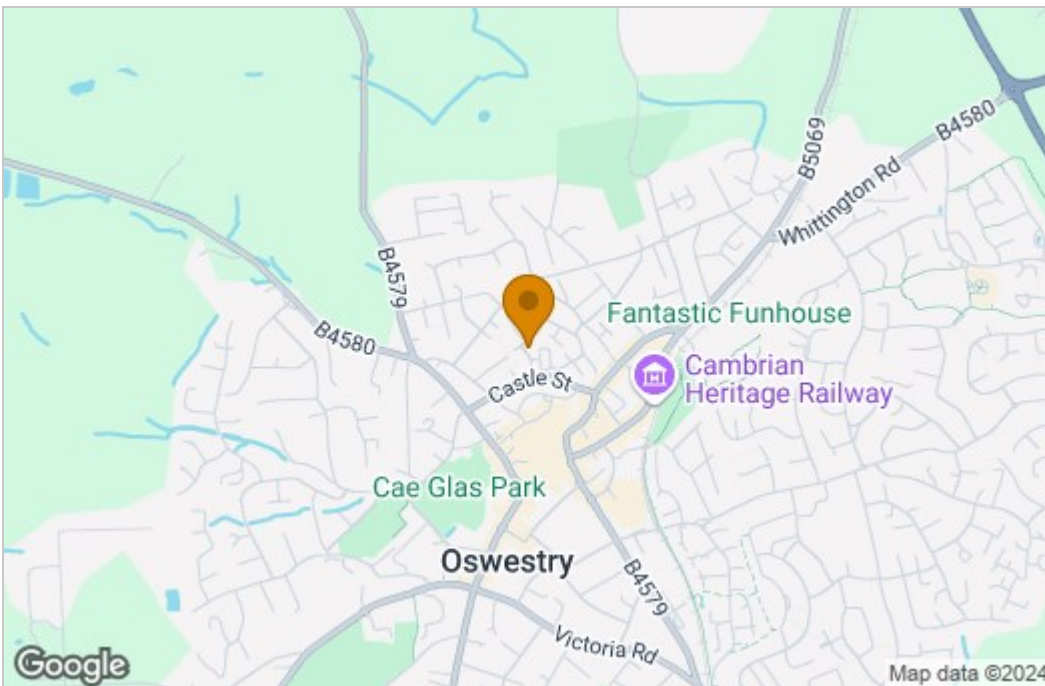 B5069
B4580
Whittington Rd
B4579
Fantastic Funhouse
B4580
Cambrian
Heritage Railway
Castle St
Cae Glas Park
Oswestry
B4579
Victoria Rd
Google
Map data ©2024